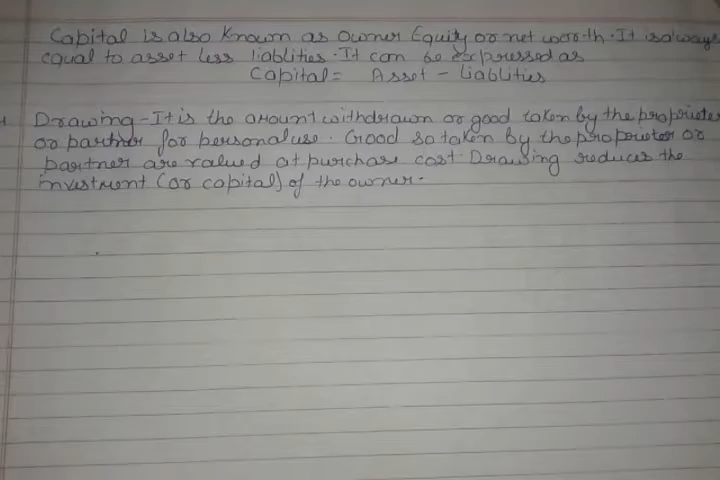 Capital is also known as owner Equity or net worth. It is always
equal to asset less liablities. It can be expressed as
Capital = Asset - Liablities
Drawing - It is the amount withdrawn or good taken by the proprietor
or partner for personal use. Good so taken by the proprietor or
partner are valued at purchase cost. Drawing reduces the
investment (or capital) of the owner.